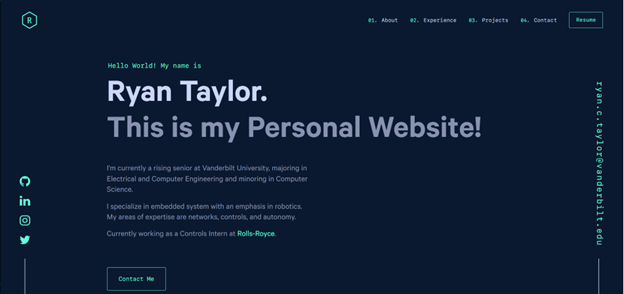 R
01. About 02. Experience 03. Projects 04. Contact Resume
Hello World! My name is
Ryan Taylor.
This is my Personal Website!
I'm currently a rising senior at Vanderbilt University, majoring in
Electrical and Computer Engineering and minoring in Computer
Science.
I specialize in embedded system with an emphasis in robotics.
My areas of expertise are networks, controls, and autonomy.
Currently working as a Controls Intern at Rolls-Royce.
Contact Me
ryan.c.taylor@vanderbilt.edu